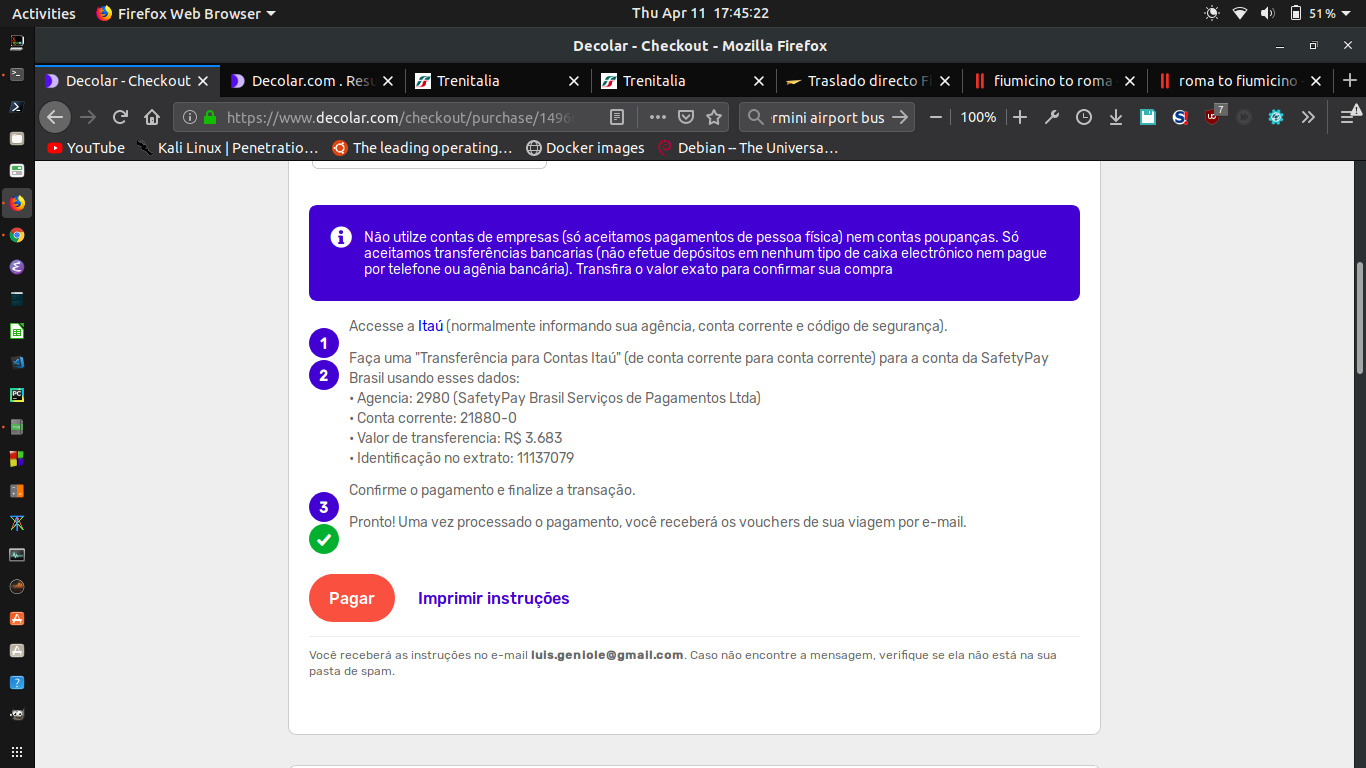 Activities
Firefox Web Browser
Thu Apr 11 17:45:22
51%
Decolar - Checkout - Mozilla Firefox
Decolar - Checkout
Decolar.com . Resu
Trenitalia
Trenitalia
Traslado directo F
fiumicino to roma
roma to fiumicino
https://www.decolar.com/checkout/purchase/1496
rmini airport bus
100%
7
YouTube
Kali Linux | Penetratio…
The leading operating…
Docker images
Debian -- The Universa…
Não utilze contas de empresas (só aceitamos pagamentos de pessoa física) nem contas poupanças. Só
aceitamos transferências bancarias (não efetue depósitos em nenhum tipo de caixa electrônico nem pague
por telefone ou agênia bancária). Transfira o valor exato para confirmar sua compra
1
Accesse a Itaú (normalmente informando sua agência, conta corrente e código de segurança).
2
Faça uma "Transferência para Contas Itaú" (de conta corrente para conta corrente) para a conta da SafetyPay
Brasil usando esses dados:
• Agencia: 2980 (SafetyPay Brasil Serviços de Pagamentos Ltda)
• Conta corrente: 21880-0
• Valor de transferencia: R$ 3.683
• Identificação no extrato: 11137079
3
Confirme o pagamento e finalize a transação.
Pronto! Uma vez processado o pagamento, você receberá os vouchers de sua viagem por e-mail.
Pagar
Imprimir instruções
Você receberá as instruções no e-mail luis.geniole@gmail.com. Caso não encontre a mensagem, verifique se ela não está na sua
pasta de spam.